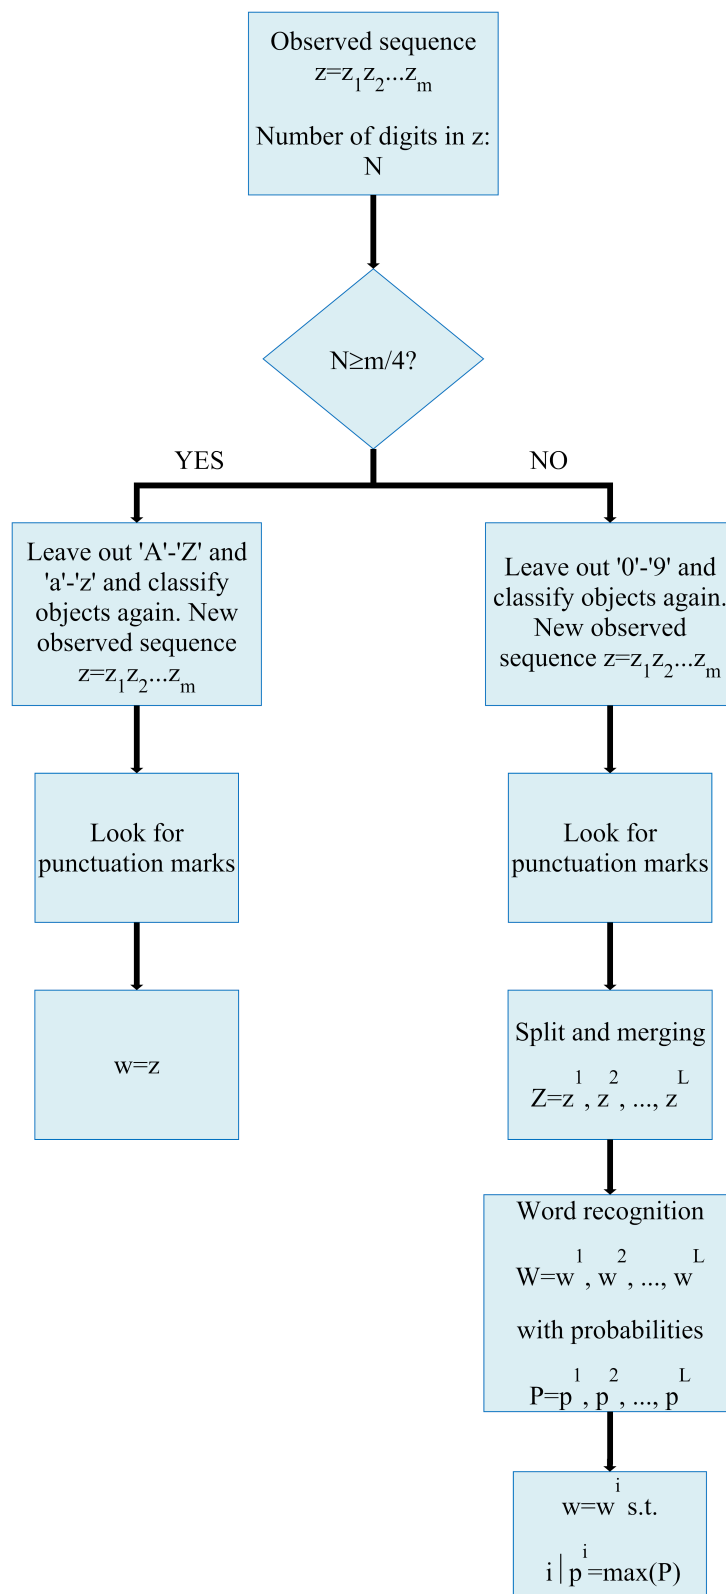 Observed sequence
z=z₁z₂...zₘ
Number of digits in z:
N
N≥m/4?
YES
NO
Leave out 'A'-'Z' and
'a'-'z' and classify
objects again. New
observed sequence
z=z₁z₂...zₘ
Look for
punctuation marks
w=z
Leave out '0'-'9' and
classify objects again.
New observed
sequence z=z₁z₂...zₘ
Look for
punctuation marks
Split and merging
Z=z¹, z², ..., zᴸ
Word recognition
W=w¹, w², ..., wᴸ
with probabilities
P=p¹, p², ..., pᴸ
w=wⁱ s.t.
i | pⁱ=max(P)